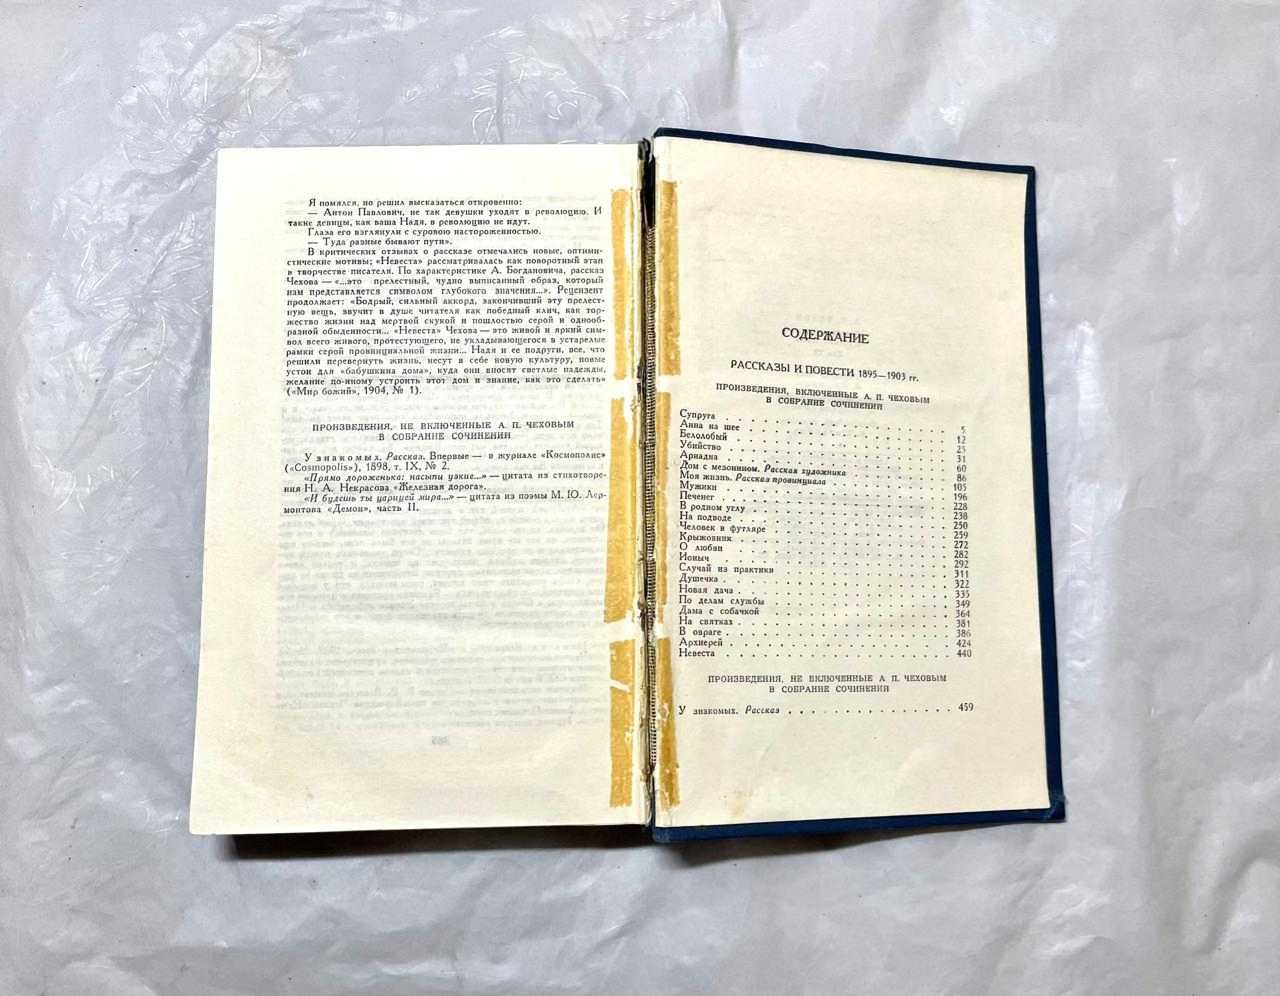 Я помялся, но решил высказаться откровенно:
— Антон Павлович, не так девушки уходят в революцию. И
такие девицы, как ваша Надя, в революцию не идут.
Глаза его взглянули с суровою настороженностью.
— Туда разные бывают пути».
В критических отзывах о рассказе отмечались новые, оптими-
стические мотивы; «Невеста» рассматривалась как поворотный этап
в творчестве писателя. По характеристике А. Богдановича, рассказ
Чехова — «...это прелестный, чудно выписанный образ, который
нам представляется символом глубокого значения...». Рецензент
продолжает: «Бодрый, сильный аккорд, закончивший эту прелест-
ную вещь, звучит в душе читателя как победный клич, как тор-
жество жизни над мертвой скукой и пошлостью серой и однооб-
разной обыденности... «Невеста» Чехова — это живой и яркий сим-
вол всего живого, протестующего, не укладывающегося в устарелые
рамки серой провинциальной жизни... Надя и ее подруги, все, что
решили перевернуть жизнь, несут в себе новую культуру, новые
устои для «бабушкина дома», куда они вносят светлые надежды,
желание по-иному устроить этот дом и знание, как это сделать»
(«Мир божий», 1904, № 1).
ПРОИЗВЕДЕНИЯ, НЕ ВКЛЮЧЕННЫЕ А. П. ЧЕХОВЫМ
В СОБРАНИЕ СОЧИНЕНИЙ
У знакомых. Рассказ. Впервые — в журнале «Космополис»
(«Cosmopolis»), 1898, т. IX, № 2.
«Прямо дороженька: насыпи узкие...» — цитата из стихотворе-
ния Н. А. Некрасова «Железная дорога».
«И будешь ты царицей мира...» — цитата из поэмы М. Ю. Лер-
монтова «Демон», часть II.
СОДЕРЖАНИЕ
РАССКАЗЫ И ПОВЕСТИ 1895—1903 гг.
ПРОИЗВЕДЕНИЯ, ВКЛЮЧЕННЫЕ А. П. ЧЕХОВЫМ
В СОБРАНИЕ СОЧИНЕНИЙ
Супруга . . . . . 5
Анна на шее . . . . . 12
Белолобый . . . . . 25
Убийство . . . . . 31
Ариадна . . . . . 60
Дом с мезонином. Рассказ художника . . . . . 86
Моя жизнь. Рассказ провинциала . . . . . 105
Мужики . . . . . 196
Печенег . . . . . 228
В родном углу . . . . . 238
На подводе . . . . . 250
Человек в футляре . . . . . 259
Крыжовник . . . . . 272
О любви . . . . . 282
Ионыч . . . . . 292
Случай из практики . . . . . 311
Душечка . . . . . 322
Новая дача . . . . . 335
По делам службы . . . . . 349
Дама с собачкой . . . . . 364
На святках . . . . . 381
В овраге . . . . . 386
Архиерей . . . . . 424
Невеста . . . . . 440
ПРОИЗВЕДЕНИЯ, НЕ ВКЛЮЧЕННЫЕ А. П. ЧЕХОВЫМ
В СОБРАНИЕ СОЧИНЕНИЙ
У знакомых. Рассказ . . . . . 459